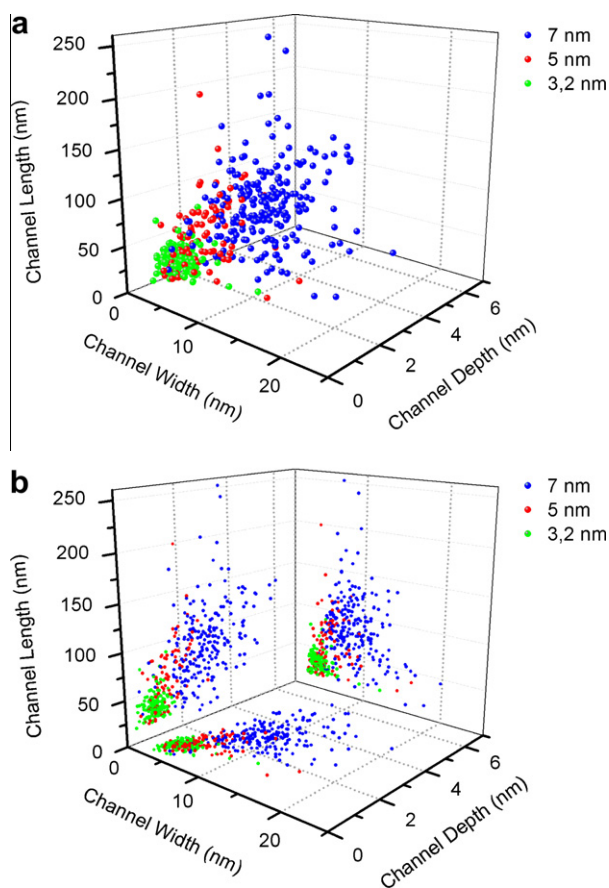 a
7 nm
5 nm
3,2 nm
250
200
150
100
50
0
Channel Length (nm)
0
10
20
Channel Width (nm)
0
2
4
6
Channel Depth (nm)
b
7 nm
5 nm
3,2 nm
250
200
150
100
50
0
Channel Length (nm)
0
10
20
Channel Width (nm)
0
2
4
6
Channel Depth (nm)